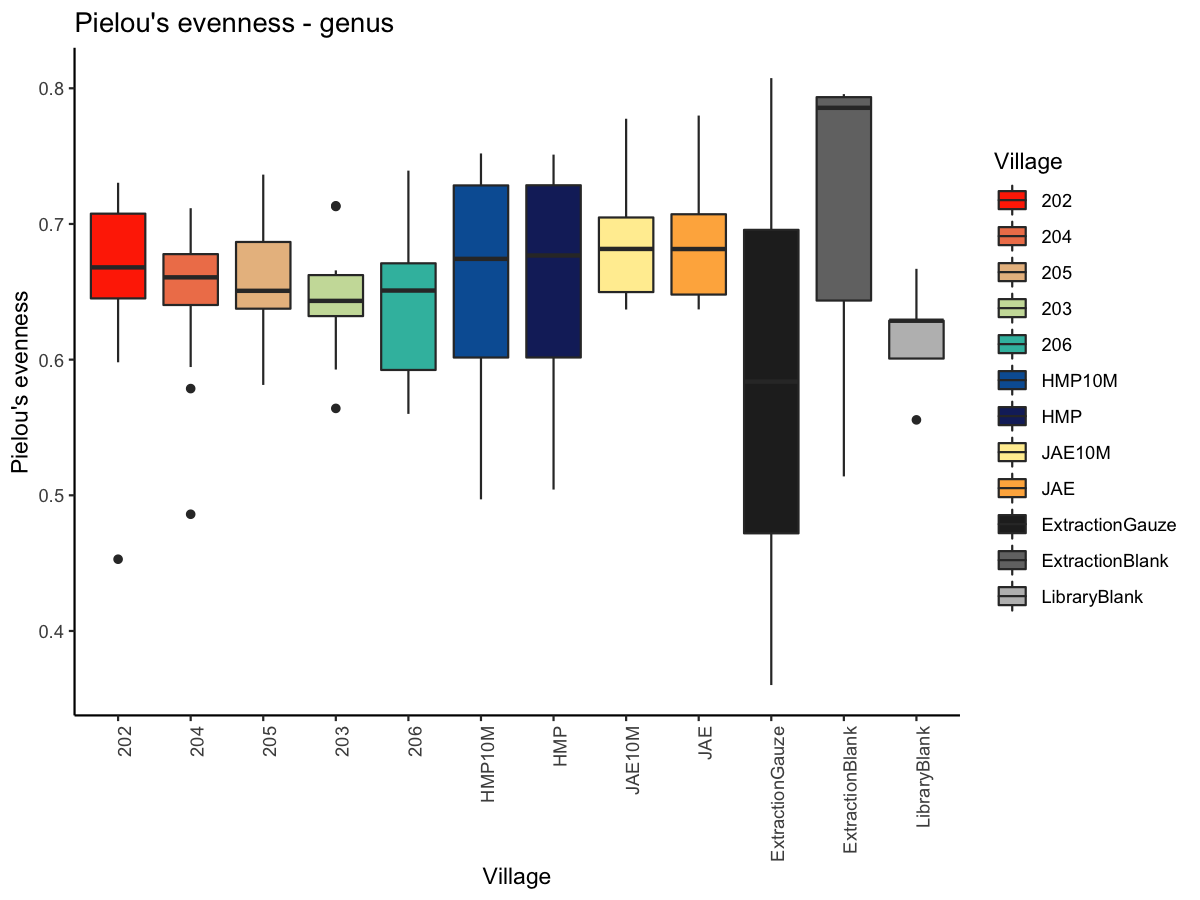 Pielou's evenness - genus
Pielou's evenness
0.8
0.7
0.6
0.5
0.4
202
204
205
203
206
HMP10M
HMP
JAE10M
JAE
ExtractionGauze
ExtractionBlank
LibraryBlank
Village
Village
202
204
205
203
206
HMP10M
HMP
JAE10M
JAE
ExtractionGauze
ExtractionBlank
LibraryBlank